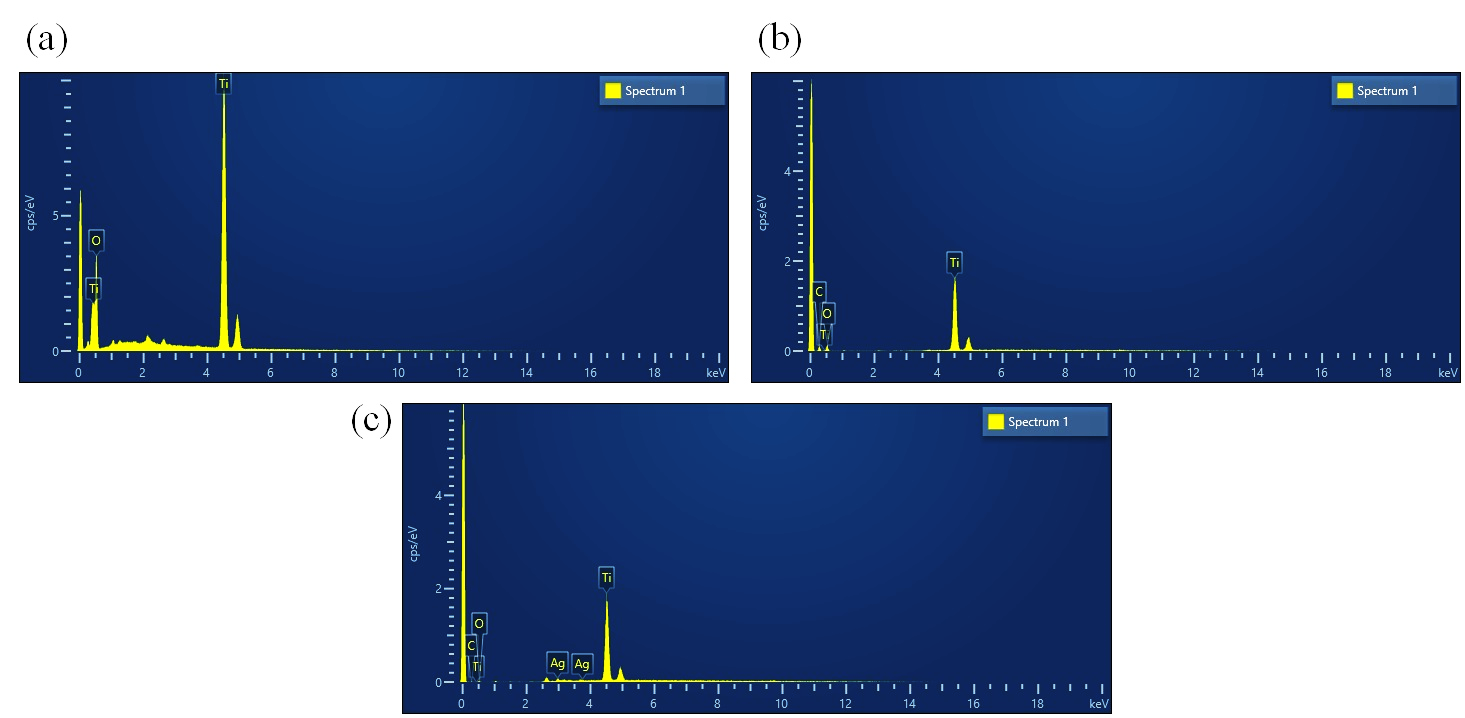 (a)
Spectrum 1
Ti
O
Ti
cps/eV
5
0
0 2 4 6 8 10 12 14 16 18 keV
(b)
Spectrum 1
4
cps/eV
2
Ti
C
O
Ti
0
0 2 4 6 8 10 12 14 16 18 keV
(c)
Spectrum 1
4
cps/eV
2
Ti
O
C
Ti
Ag Ag
0
0 2 4 6 8 10 12 14 16 18 keV